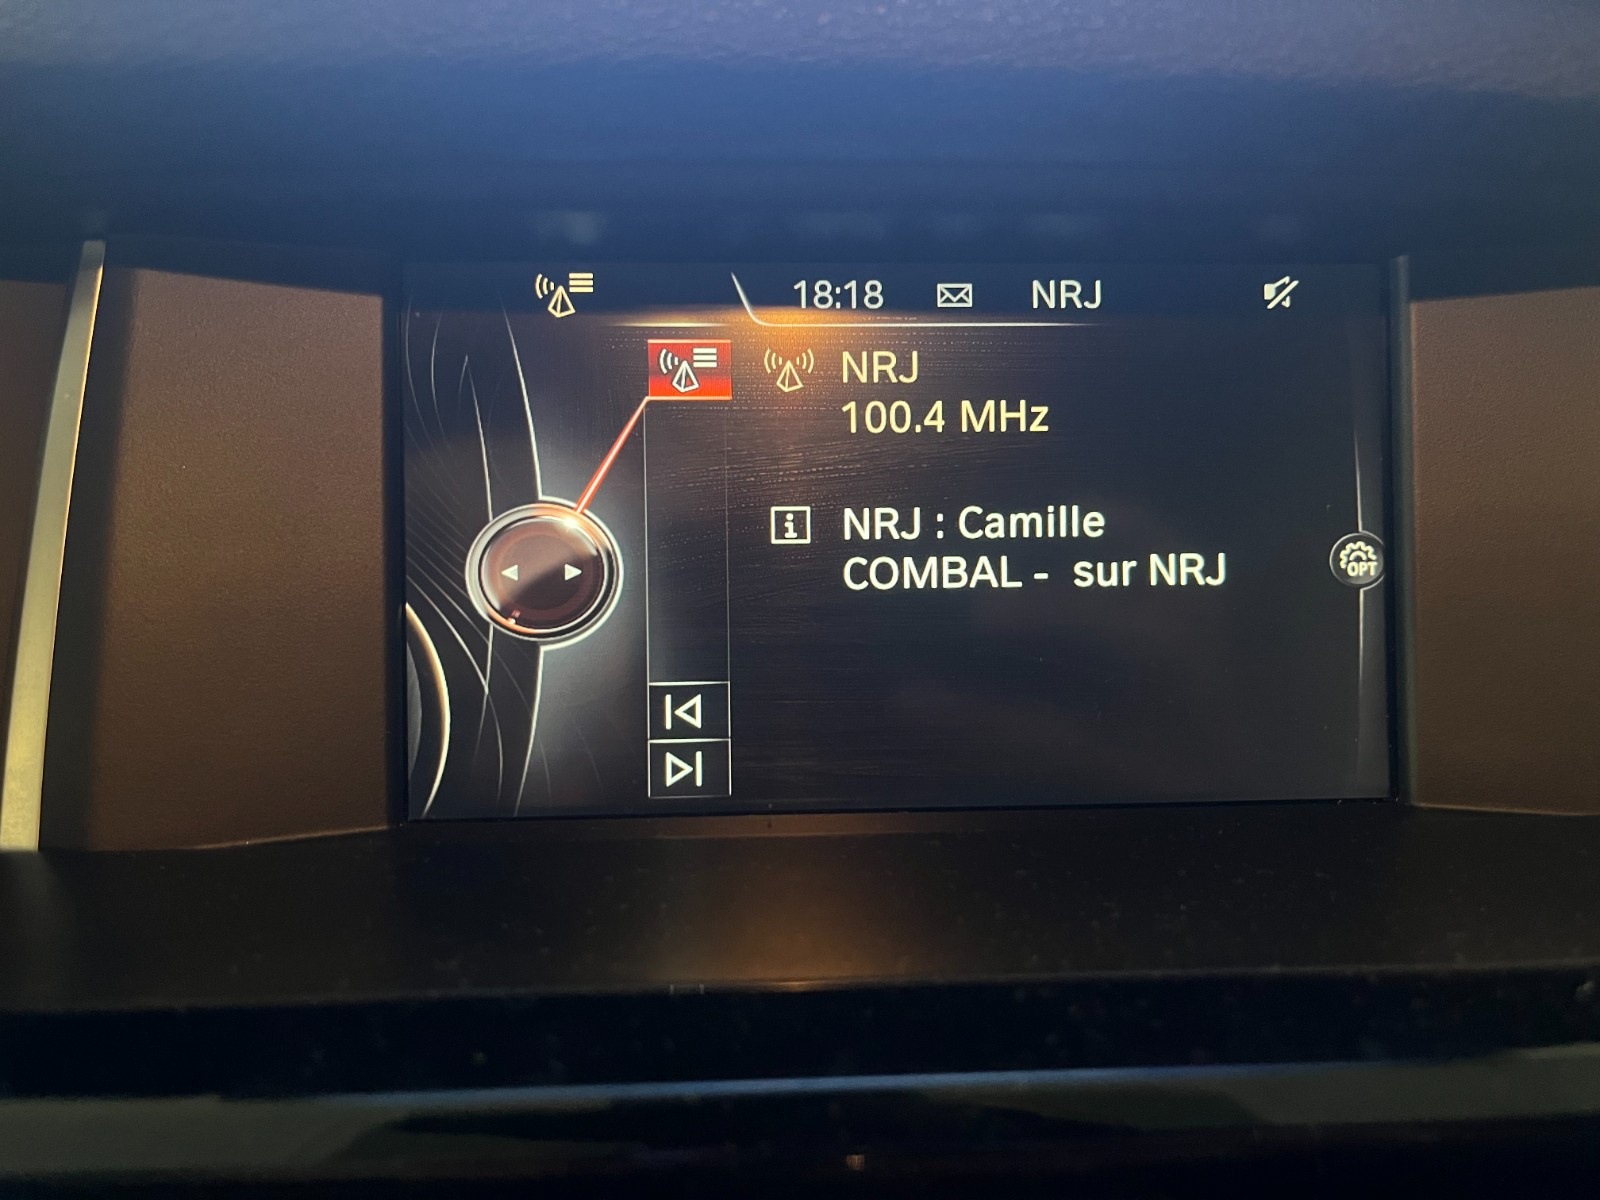 18:18 NRJ
NRJ
100.4 MHz
NRJ : Camille
COMBAL - sur NRJ
OPT